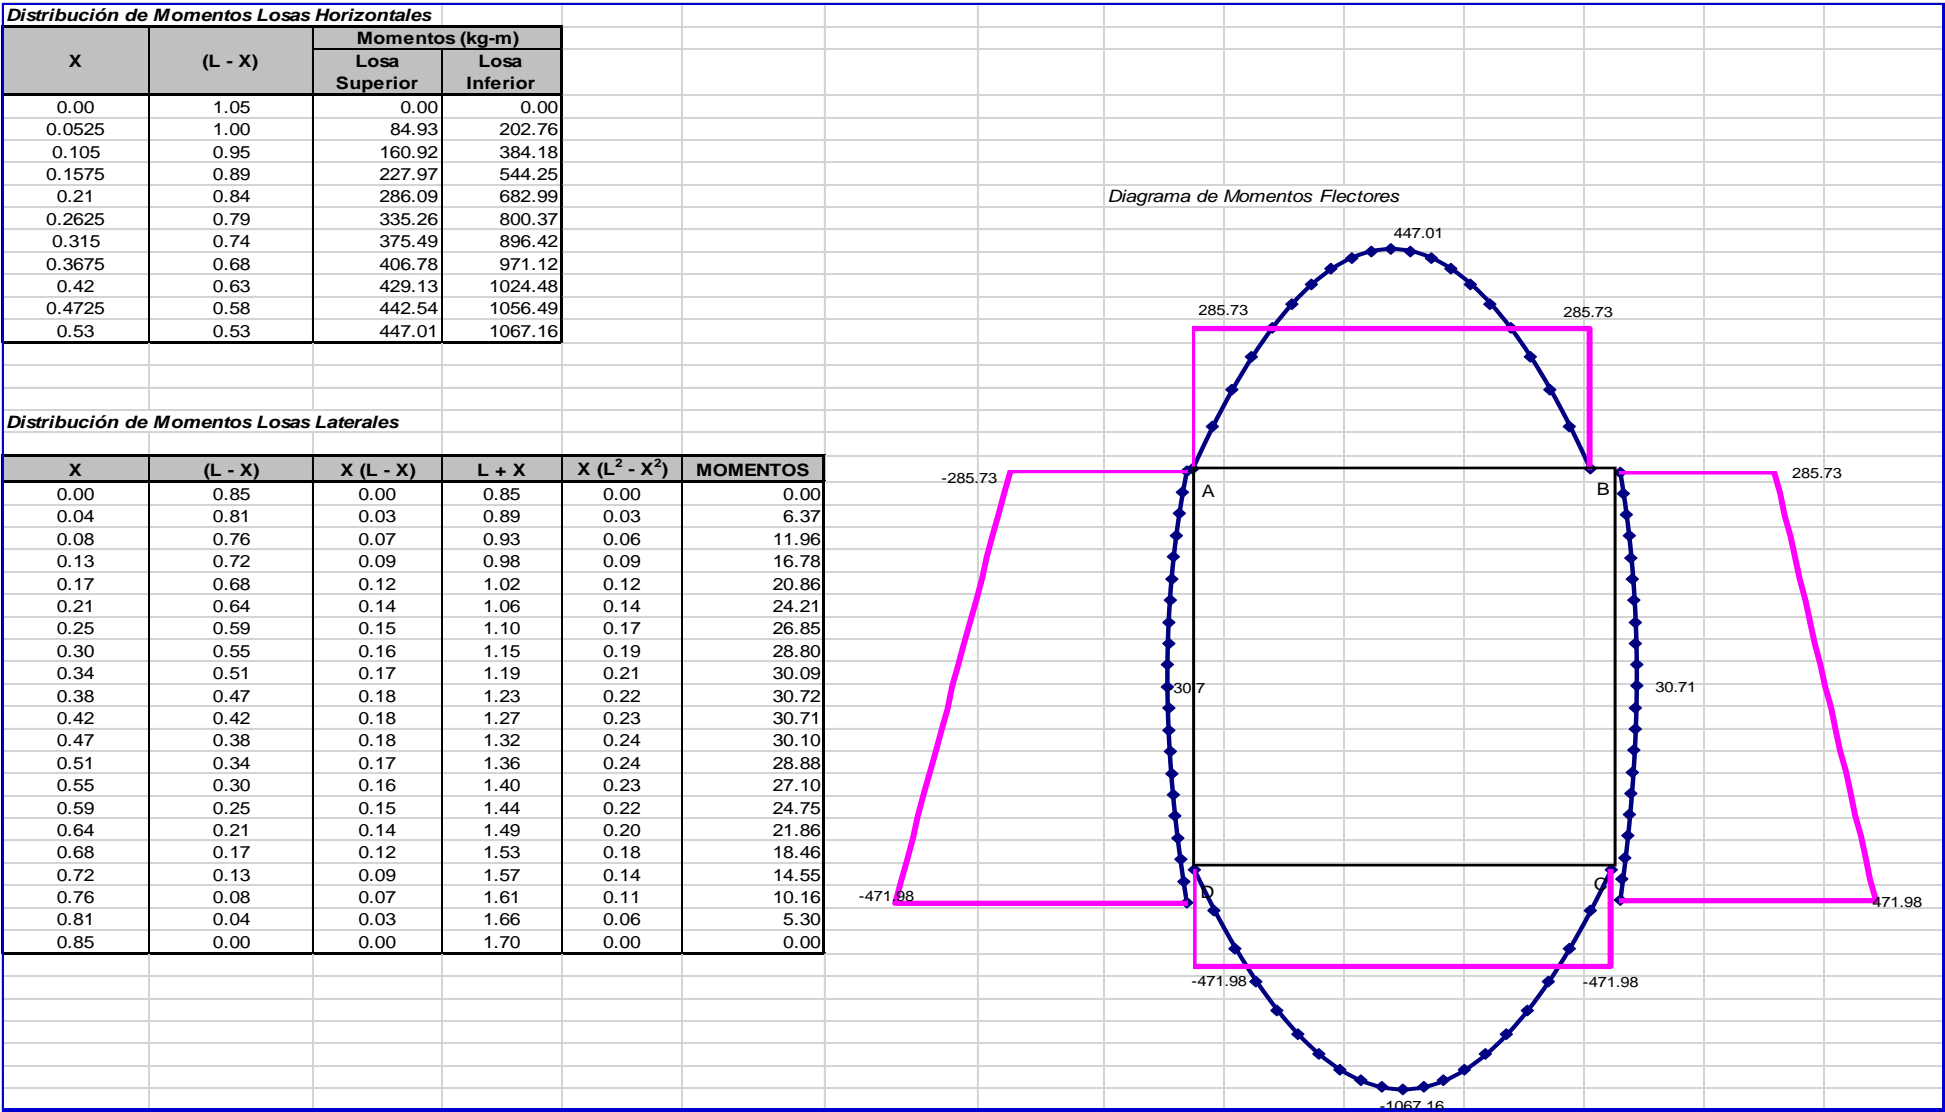 Distribución de Momentos Losas Horizontales
X (L - X) Momentos (kg-m)
Losa Superior Losa Inferior
0.00 1.05 0.00 0.00
0.0525 1.00 84.93 202.76
0.105 0.95 160.92 384.18
0.1575 0.89 227.97 544.25
0.21 0.84 286.09 682.99
0.2625 0.79 335.26 800.37
0.315 0.74 375.49 896.42
0.3675 0.68 406.78 971.12
0.42 0.63 429.13 1024.48
0.4725 0.58 442.54 1056.49
0.53 0.53 447.01 1067.16
Distribución de Momentos Losas Laterales
X (L - X) X (L - X) L + X X (L² - X²) MOMENTOS
0.00 0.85 0.00 0.85 0.00 0.00
0.04 0.81 0.03 0.89 0.03 6.37
0.08 0.76 0.07 0.93 0.06 11.96
0.13 0.72 0.09 0.98 0.09 16.78
0.17 0.68 0.12 1.02 0.12 20.86
0.21 0.64 0.14 1.06 0.14 24.21
0.25 0.59 0.15 1.10 0.17 26.85
0.30 0.55 0.16 1.15 0.19 28.80
0.34 0.51 0.17 1.19 0.21 30.09
0.38 0.47 0.18 1.23 0.22 30.72
0.42 0.42 0.18 1.27 0.23 30.71
0.47 0.38 0.18 1.32 0.24 30.10
0.51 0.34 0.17 1.36 0.24 28.88
0.55 0.30 0.16 1.40 0.23 27.10
0.59 0.25 0.15 1.44 0.22 24.75
0.64 0.21 0.14 1.49 0.20 21.86
0.68 0.17 0.12 1.53 0.18 18.46
0.72 0.13 0.09 1.57 0.14 14.55
0.76 0.08 0.07 1.61 0.11 10.16
0.81 0.04 0.03 1.66 0.06 5.30
0.85 0.00 0.00 1.70 0.00 0.00
Diagrama de Momentos Flectores
447.01
285.73 285.73
-285.73 A B 285.73
30.7 30.71
-471.98 D C 471.98
-471.98 -471.98
-1067.16